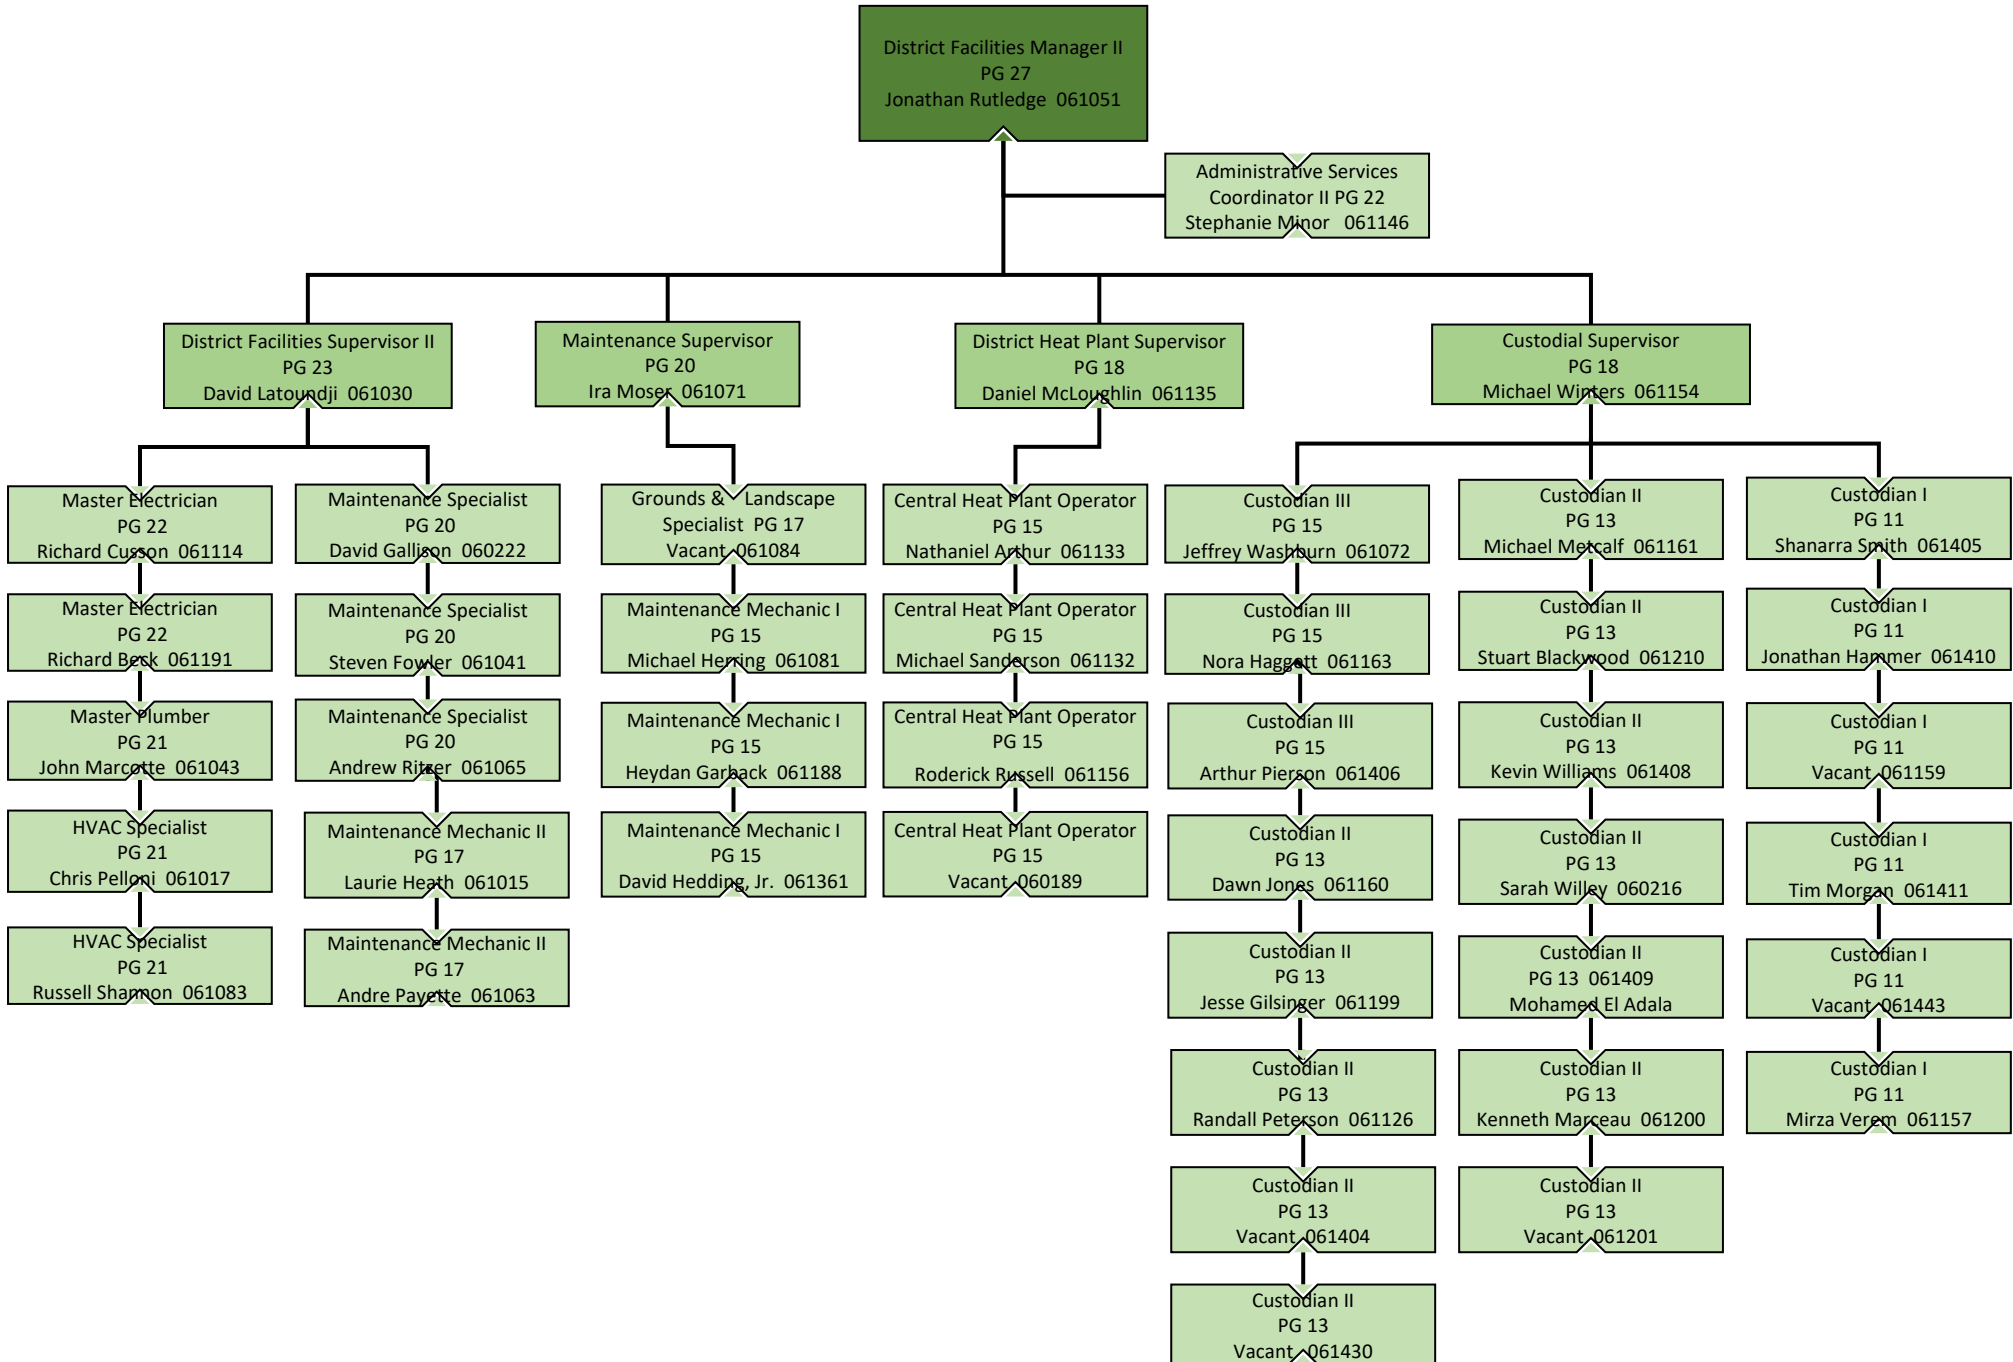 District Facilities Manager II
PG 27
Jonathan Rutledge 061051
Administrative Services
Coordinator II PG 22
Stephanie Minor 061146
District Facilities Supervisor II
PG 23
David Latoundji 061030
Maintenance Supervisor
PG 20
Ira Moser 061071
District Heat Plant Supervisor
PG 18
Daniel McLoughlin 061135
Custodial Supervisor
PG 18
Michael Winters 061154
Master Electrician
PG 22
Richard Cusson 061114
Master Electrician
PG 22
Richard Beck 061191
Master Plumber
PG 21
John Marcotte 061043
HVAC Specialist
PG 21
Chris Pelloni 061017
HVAC Specialist
PG 21
Russell Shannon 061083
Maintenance Specialist
PG 20
David Gallison 060222
Maintenance Specialist
PG 20
Steven Fowler 061041
Maintenance Specialist
PG 20
Andrew Ritzer 061065
Maintenance Mechanic II
PG 17
Laurie Heath 061015
Maintenance Mechanic II
PG 17
Andre Payette 061063
Grounds & Landscape
Specialist PG 17
Vacant 061084
Maintenance Mechanic I
PG 15
Michael Herring 061081
Maintenance Mechanic I
PG 15
Heydan Garback 061188
Maintenance Mechanic I
PG 15
David Hedding, Jr. 061361
Central Heat Plant Operator
PG 15
Nathaniel Arthur 061133
Central Heat Plant Operator
PG 15
Michael Sanderson 061132
Central Heat Plant Operator
PG 15
Roderick Russell 061156
Central Heat Plant Operator
PG 15
Vacant 060189
Custodian III
PG 15
Jeffrey Washburn 061072
Custodian III
PG 15
Nora Haggett 061163
Custodian III
PG 15
Arthur Pierson 061406
Custodian II
PG 13
Dawn Jones 061160
Custodian II
PG 13
Jesse Gilsinger 061199
Custodian II
PG 13
Randall Peterson 061126
Custodian II
PG 13
Vacant 061404
Custodian II
PG 13
Vacant 061430
Custodian II
PG 13
Michael Metcalf 061161
Custodian II
PG 13
Stuart Blackwood 061210
Custodian II
PG 13
Kevin Williams 061408
Custodian II
PG 13
Sarah Willey 060216
Custodian II
PG 13 061409
Mohamed El Adala
Custodian II
PG 13
Kenneth Marceau 061200
Custodian II
PG 13
Vacant 061201
Custodian I
PG 11
Shanarra Smith 061405
Custodian I
PG 11
Jonathan Hammer 061410
Custodian I
PG 11
Vacant 061159
Custodian I
PG 11
Tim Morgan 061411
Custodian I
PG 11
Vacant 061443
Custodian I
PG 11
Mirza Verem 061157